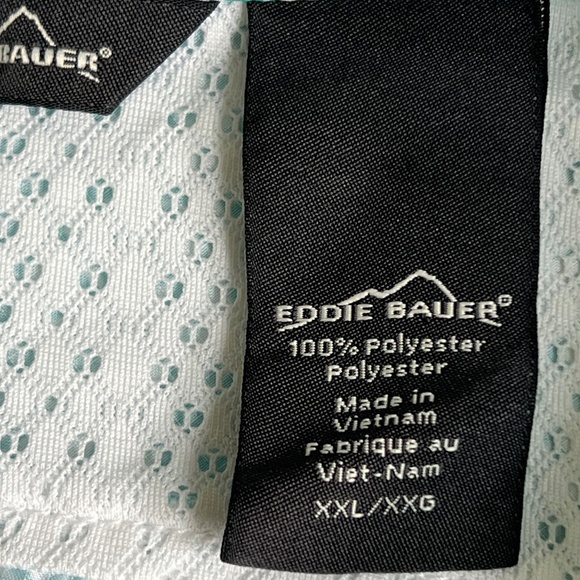 BAUER®
EDDIE BAUER®
100% Polyester
Polyester
Made in
Vietnam
Fabrique au
Viet-Nam
XXL/XXG